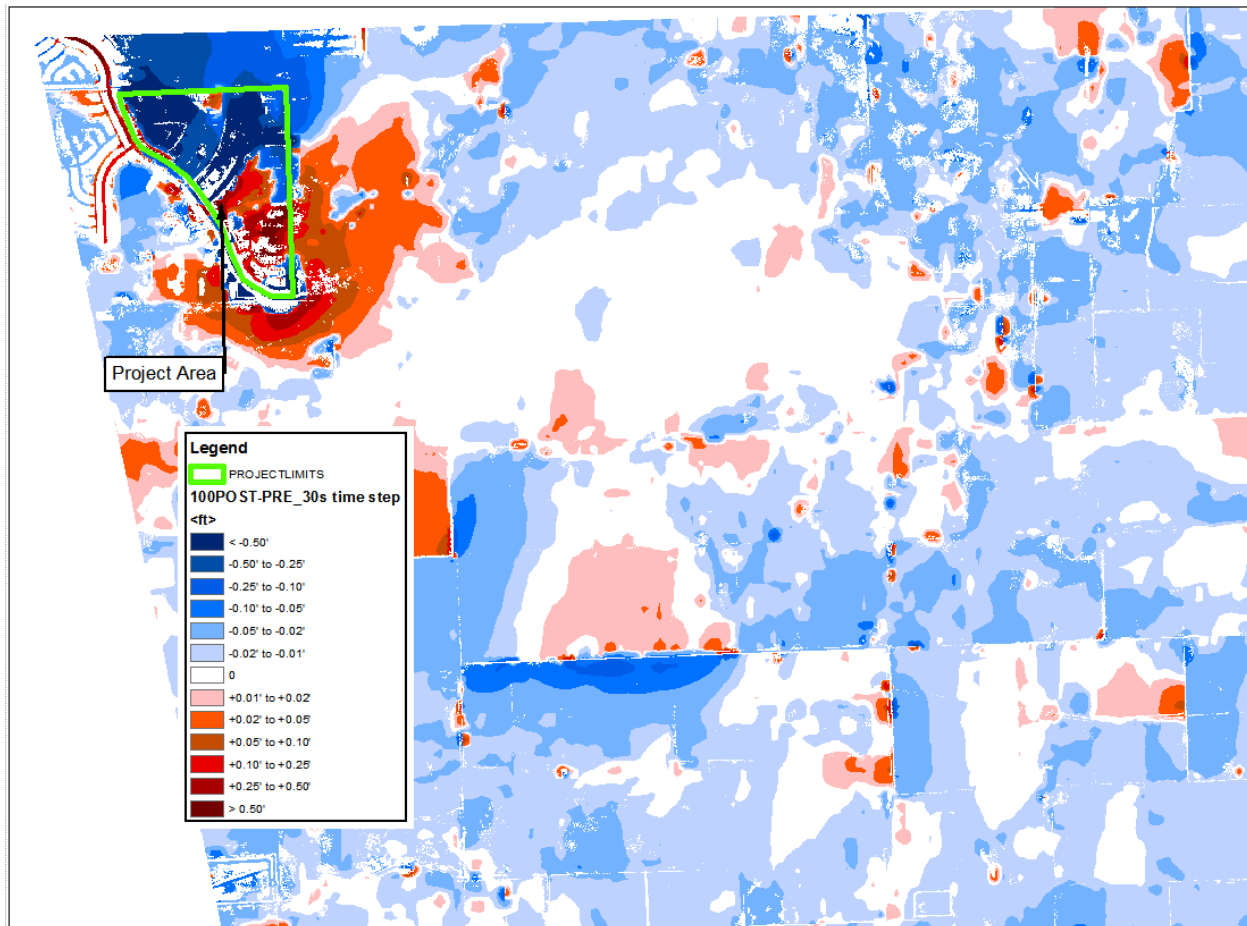 Project Area
Legend
PROJECTLIMITS
100POST-PRE_30s time step
<ft>
< -0.50'
-0.50' to -0.25'
-0.25' to -0.10'
-0.10' to -0.05'
-0.05' to -0.02'
-0.02' to -0.01'
0
+0.01' to +0.02'
+0.02' to +0.05'
+0.05' to +0.10'
+0.10' to +0.25'
+0.25' to +0.50'
> 0.50'